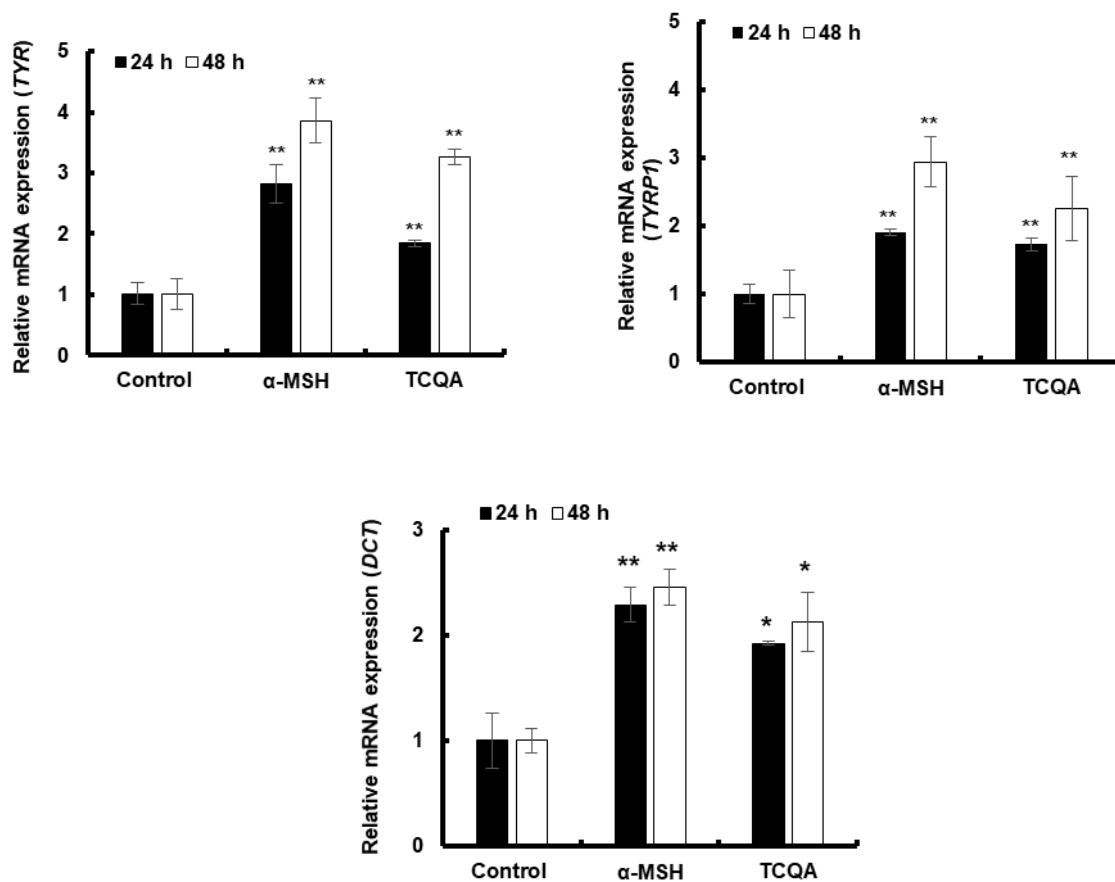 Relative mRNA expression (TYR)
5
4
3
2
1
0
24 h 48 h
**
**
**
**
Control α-MSH TCQA
Relative mRNA expression
(TYRP1)
5
4
3
2
1
0
24 h 48 h
**
**
**
**
Control α-MSH TCQA
Relative mRNA expression (DCT)
3
2
1
0
24 h 48 h
**
**
*
*
Control α-MSH TCQA